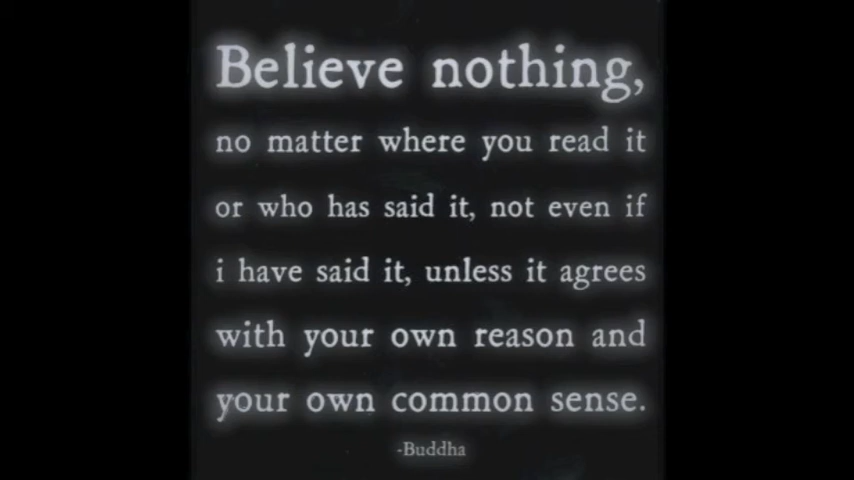 Believe nothing,
no matter where you read it
or who has said it, not even if
i have said it, unless it agrees
with your own reason and
your own common sense.
-Buddha